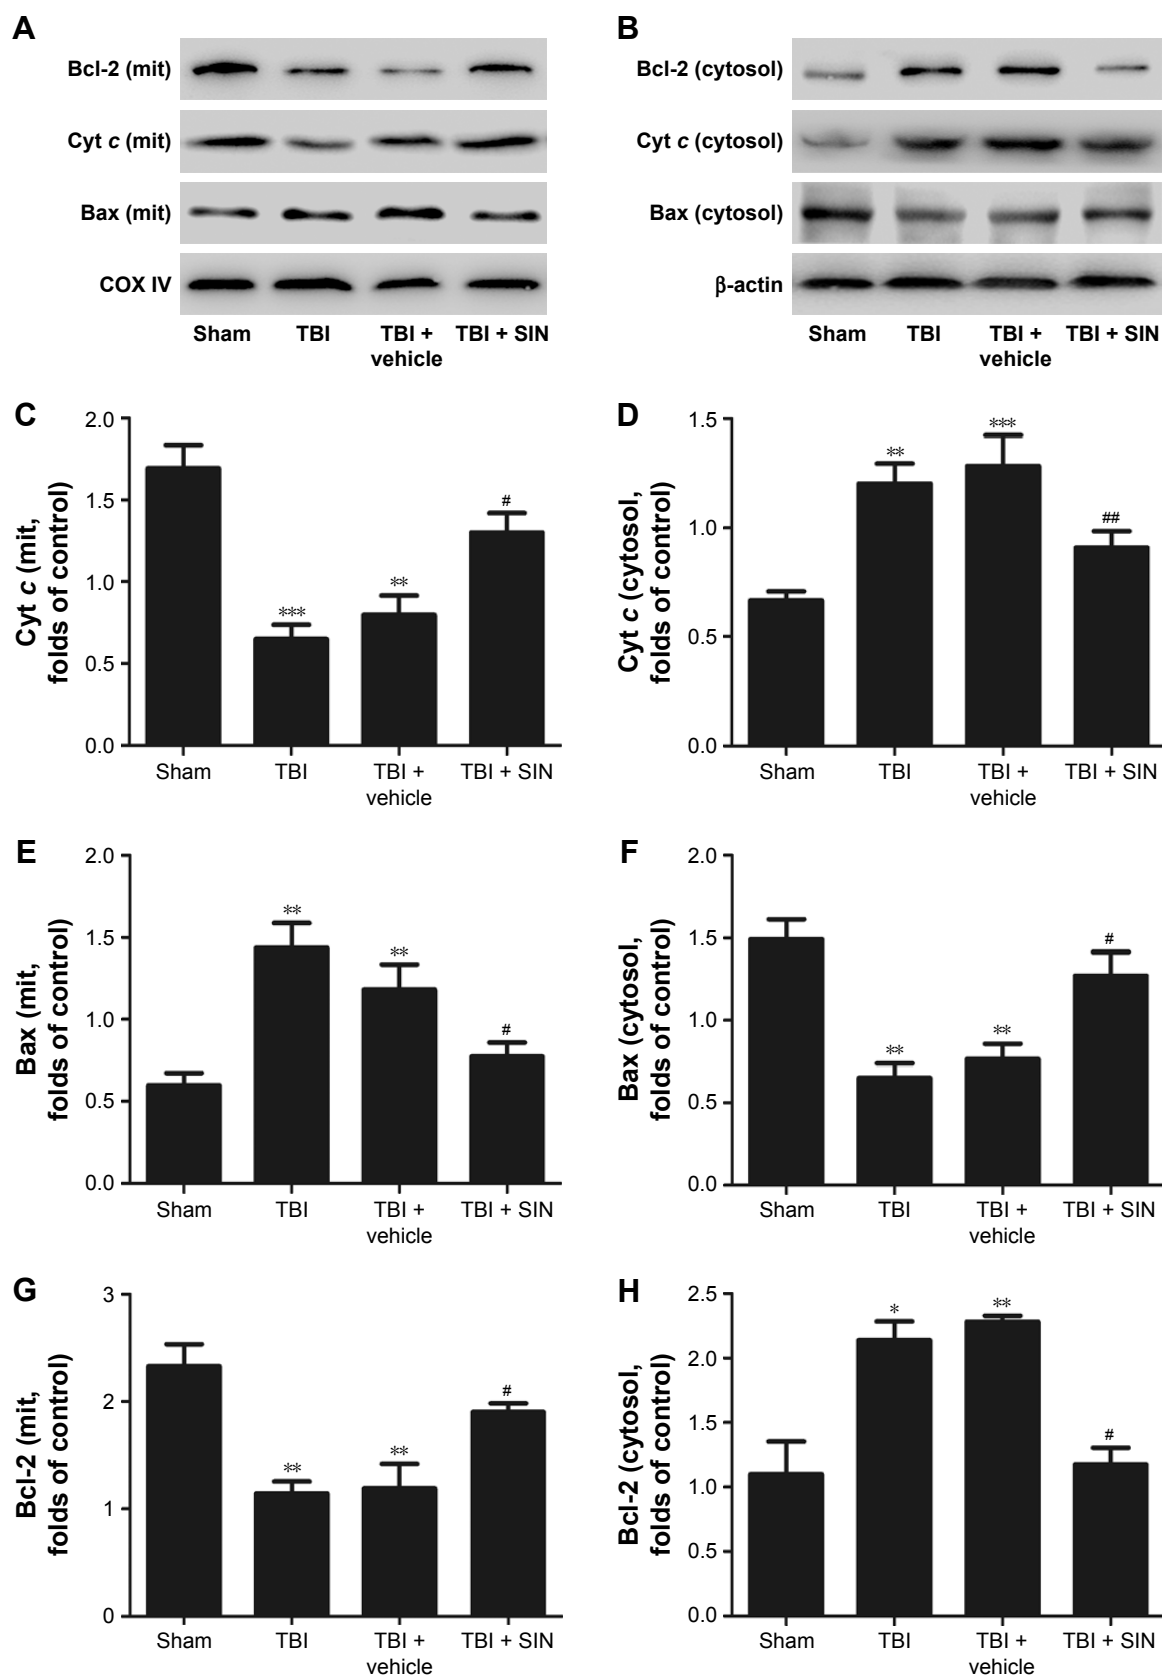 A
Bcl-2 (mit)
Cyt c (mit)
Bax (mit)
COX IV
Sham TBI TBI + TBI + SIN
vehicle
B
Bcl-2 (cytosol)
Cyt c (cytosol)
Bax (cytosol)
β-actin
Sham TBI TBI + TBI + SIN
vehicle
C
Cyt c (mit,
folds of control)
2.0
1.5
1.0
0.5
0.0
***
**
#
Sham TBI TBI + TBI + SIN
vehicle
D
Cyt c (cytosol,
folds of control)
1.5
1.0
0.5
0.0
**
***
##
Sham TBI TBI + TBI + SIN
vehicle
E
Bax (mit,
folds of control)
2.0
1.5
1.0
0.5
0.0
**
**
#
Sham TBI TBI + TBI + SIN
vehicle
F
Bax (cytosol,
folds of control)
2.0
1.5
1.0
0.5
0.0
**
**
#
Sham TBI TBI + TBI + SIN
vehicle
G
Bcl-2 (mit,
folds of control)
3
2
1
0
**
**
#
Sham TBI TBI + TBI + SIN
vehicle
H
Bcl-2 (cytosol,
folds of control)
2.5
2.0
1.5
1.0
0.5
0.0
*
**
#
Sham TBI TBI + TBI + SIN
vehicle